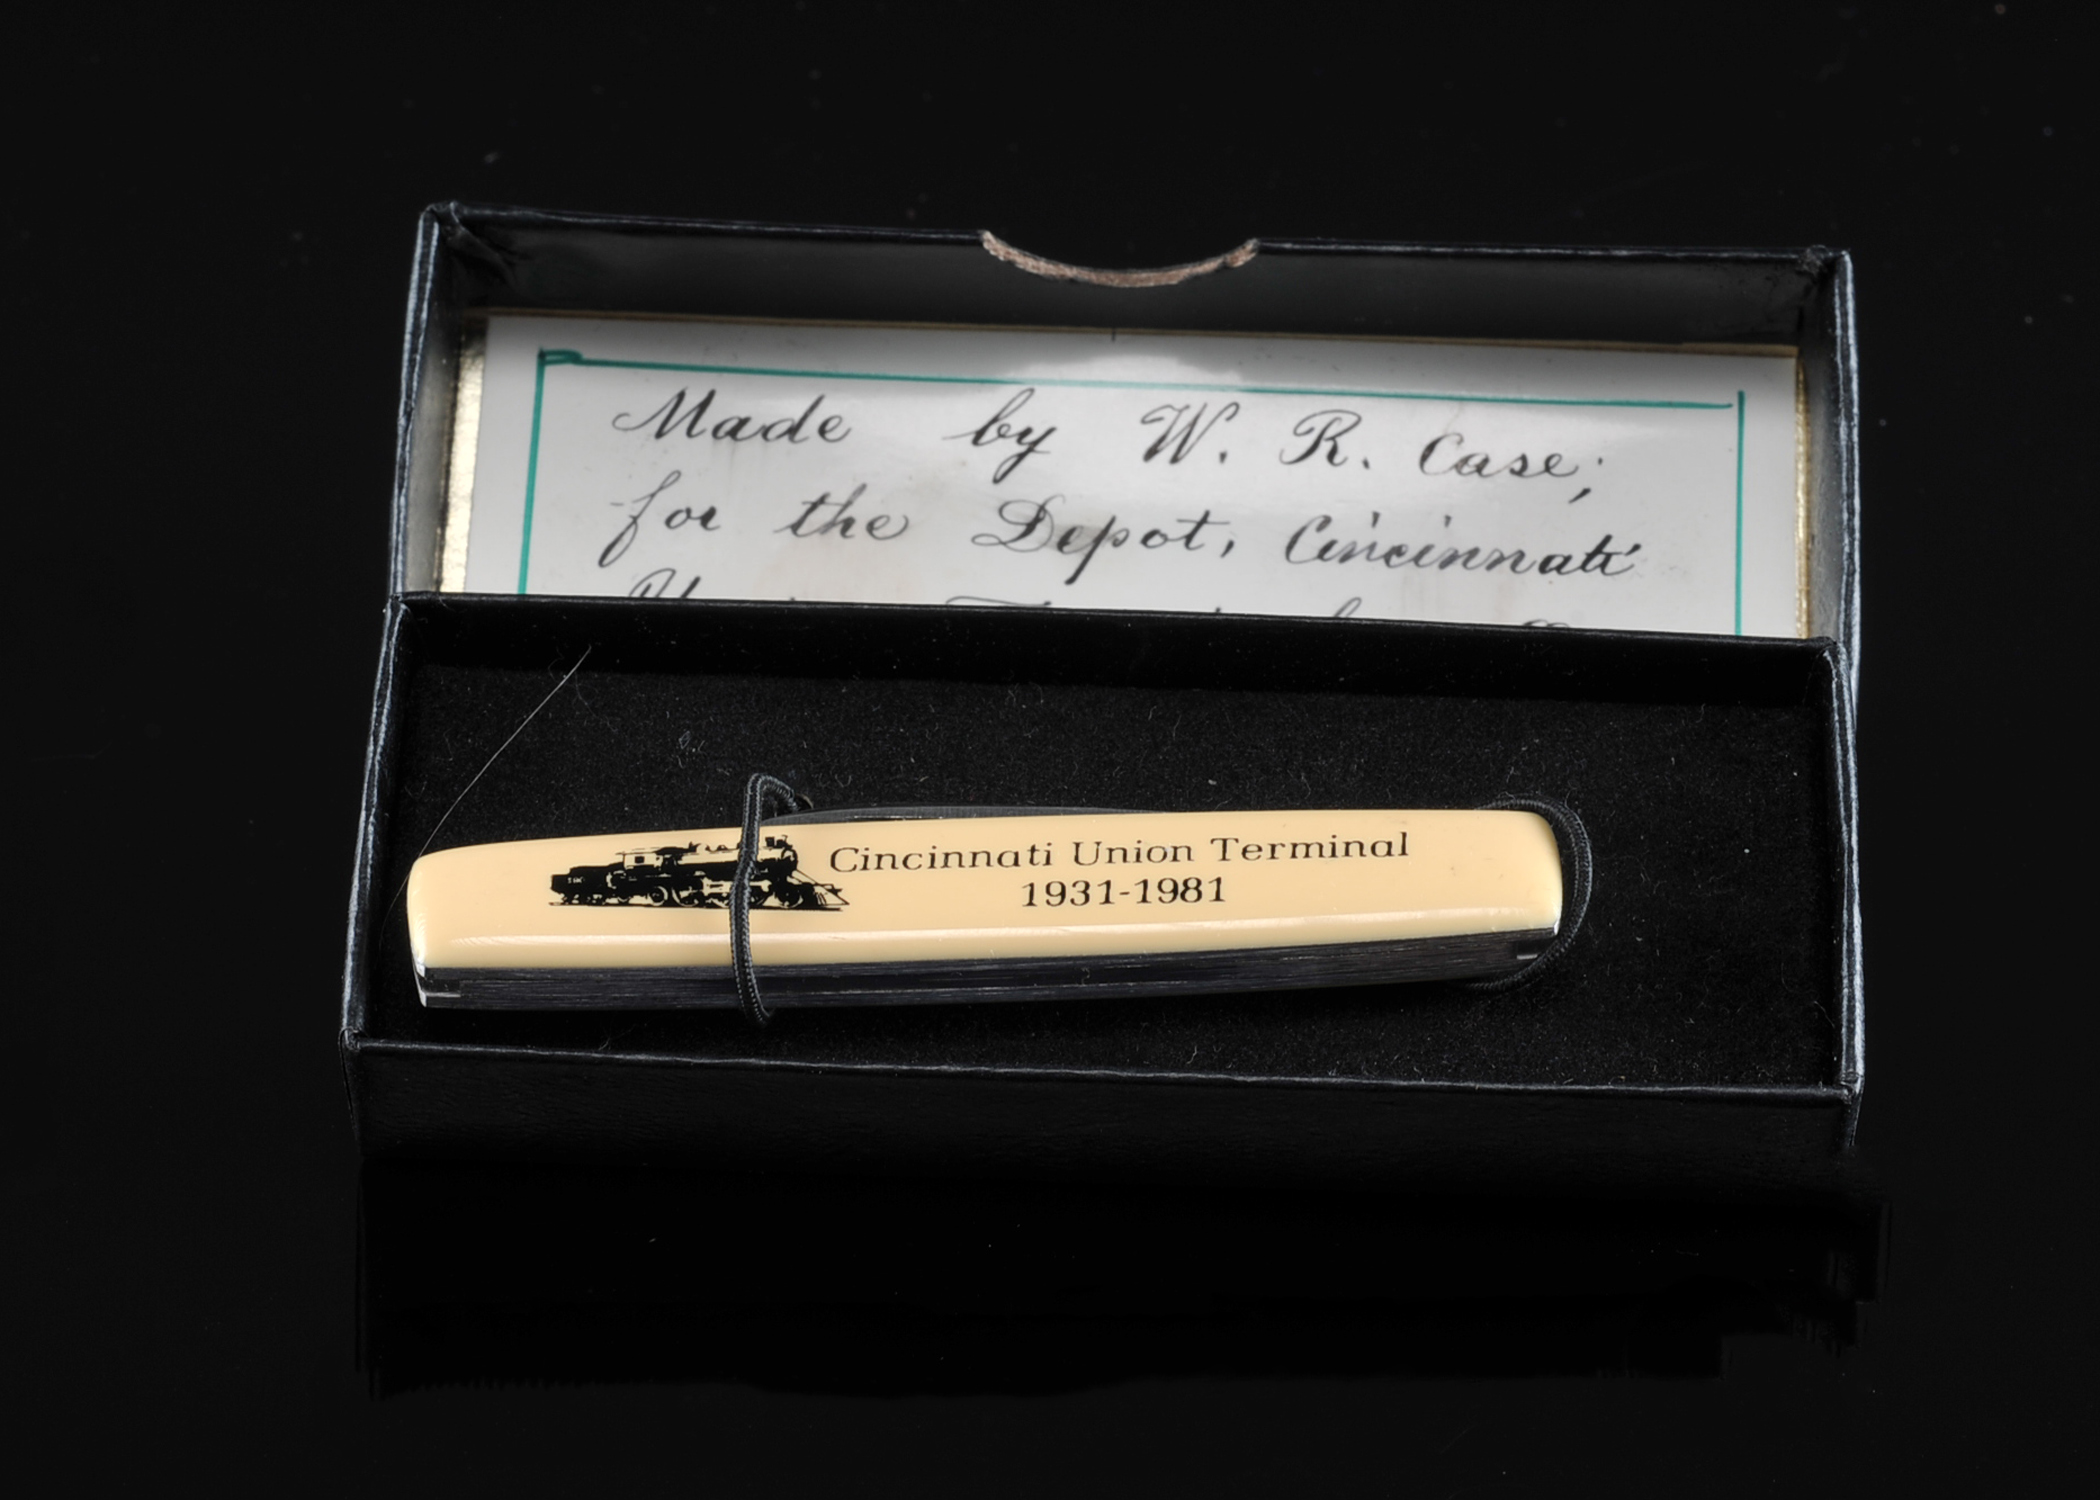 Made by W. R. Case;
for the Depot, Cincinnati
Cincinnati Union Terminal
1931-1981